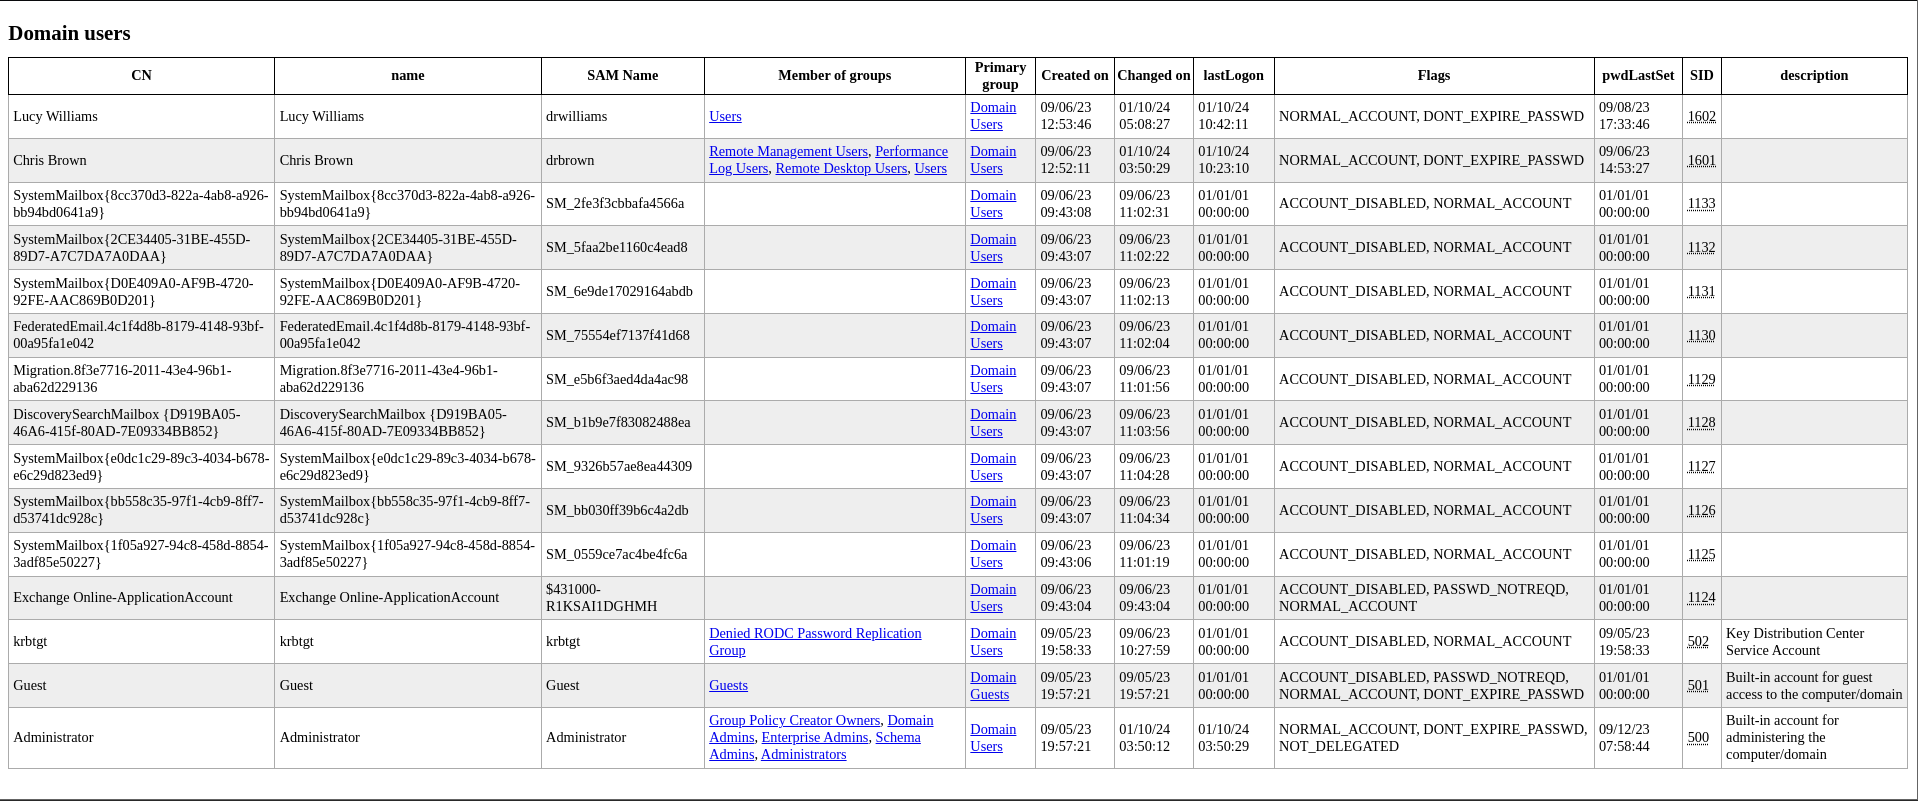 Domain users
CN name SAM Name Member of groups Primary group Created on Changed on lastLogon Flags pwdLastSet SID description
Lucy Williams Lucy Williams drwilliams Users Domain Users 09/06/23 12:53:46 01/10/24 05:08:27 01/10/24 10:42:11 NORMAL_ACCOUNT, DONT_EXPIRE_PASSWD 09/08/23 17:33:46 1602
Chris Brown Chris Brown drbrown Remote Management Users, Performance Log Users, Remote Desktop Users, Users Domain Users 09/06/23 12:52:11 01/10/24 03:50:29 01/10/24 10:23:10 NORMAL_ACCOUNT, DONT_EXPIRE_PASSWD 09/06/23 14:53:27 1601
SystemMailbox{8cc370d3-822a-4ab8-a926-bb94bd0641a9} SystemMailbox{8cc370d3-822a-4ab8-a926-bb94bd0641a9} SM_2fe3f3cbbafa4566a Domain Users 09/06/23 09:43:08 09/06/23 11:02:31 01/01/01 00:00:00 ACCOUNT_DISABLED, NORMAL_ACCOUNT 01/01/01 00:00:00 1133
SystemMailbox{2CE34405-31BE-455D-89D7-A7C7DA7A0DAA} SystemMailbox{2CE34405-31BE-455D-89D7-A7C7DA7A0DAA} SM_5faa2be1160c4ead8 Domain Users 09/06/23 09:43:07 09/06/23 11:02:22 01/01/01 00:00:00 ACCOUNT_DISABLED, NORMAL_ACCOUNT 01/01/01 00:00:00 1132
SystemMailbox{D0E409A0-AF9B-4720-92FE-AAC869B0D201} SystemMailbox{D0E409A0-AF9B-4720-92FE-AAC869B0D201} SM_6e9de17029164abdb Domain Users 09/06/23 09:43:07 09/06/23 11:02:13 01/01/01 00:00:00 ACCOUNT_DISABLED, NORMAL_ACCOUNT 01/01/01 00:00:00 1131
FederatedEmail.4c1f4d8b-8179-4148-93bf-00a95fa1e042 FederatedEmail.4c1f4d8b-8179-4148-93bf-00a95fa1e042 SM_75554ef7137f41d68 Domain Users 09/06/23 09:43:07 09/06/23 11:02:04 01/01/01 00:00:00 ACCOUNT_DISABLED, NORMAL_ACCOUNT 01/01/01 00:00:00 1130
Migration.8f3e7716-2011-43e4-96b1-aba62d229136 Migration.8f3e7716-2011-43e4-96b1-aba62d229136 SM_e5b6f3aed4da4ac98 Domain Users 09/06/23 09:43:07 09/06/23 11:01:56 01/01/01 00:00:00 ACCOUNT_DISABLED, NORMAL_ACCOUNT 01/01/01 00:00:00 1129
DiscoverySearchMailbox {D919BA05-46A6-415f-80AD-7E09334BB852} DiscoverySearchMailbox {D919BA05-46A6-415f-80AD-7E09334BB852} SM_b1b9e7f83082488ea Domain Users 09/06/23 09:43:07 09/06/23 11:03:56 01/01/01 00:00:00 ACCOUNT_DISABLED, NORMAL_ACCOUNT 01/01/01 00:00:00 1128
SystemMailbox{e0dc1c29-89c3-4034-b678-e6c29d823ed9} SystemMailbox{e0dc1c29-89c3-4034-b678-e6c29d823ed9} SM_9326b57ae8ea44309 Domain Users 09/06/23 09:43:07 09/06/23 11:04:28 01/01/01 00:00:00 ACCOUNT_DISABLED, NORMAL_ACCOUNT 01/01/01 00:00:00 1127
SystemMailbox{bb558c35-97f1-4cb9-8ff7-d53741dc928c} SystemMailbox{bb558c35-97f1-4cb9-8ff7-d53741dc928c} SM_bb030ff39b6c4a2db Domain Users 09/06/23 09:43:07 09/06/23 11:04:34 01/01/01 00:00:00 ACCOUNT_DISABLED, NORMAL_ACCOUNT 01/01/01 00:00:00 1126
SystemMailbox{1f05a927-94c8-458d-8854-3adf85e50227} SystemMailbox{1f05a927-94c8-458d-8854-3adf85e50227} SM_0559ce7ac4be4fc6a Domain Users 09/06/23 09:43:06 09/06/23 11:01:19 01/01/01 00:00:00 ACCOUNT_DISABLED, NORMAL_ACCOUNT 01/01/01 00:00:00 1125
Exchange Online-ApplicationAccount Exchange Online-ApplicationAccount $431000-R1KSAI1DGHMH Domain Users 09/06/23 09:43:04 09/06/23 09:43:04 01/01/01 00:00:00 ACCOUNT_DISABLED, PASSWD_NOTREQD, NORMAL_ACCOUNT 01/01/01 00:00:00 1124
krbtgt krbtgt krbtgt Denied RODC Password Replication Group Domain Users 09/05/23 19:58:33 09/06/23 10:27:59 01/01/01 00:00:00 ACCOUNT_DISABLED, NORMAL_ACCOUNT 09/05/23 19:58:33 502 Key Distribution Center Service Account
Guest Guest Guest Guests Domain Guests 09/05/23 19:57:21 09/05/23 19:57:21 01/01/01 00:00:00 ACCOUNT_DISABLED, PASSWD_NOTREQD, NORMAL_ACCOUNT, DONT_EXPIRE_PASSWD 01/01/01 00:00:00 501 Built-in account for guest access to the computer/domain
Administrator Administrator Administrator Group Policy Creator Owners, Domain Admins, Enterprise Admins, Schema Admins, Administrators Domain Users 09/05/23 19:57:21 01/10/24 03:50:12 01/10/24 03:50:29 NORMAL_ACCOUNT, DONT_EXPIRE_PASSWD, NOT_DELEGATED 09/12/23 07:58:44 500 Built-in account for administering the computer/domain